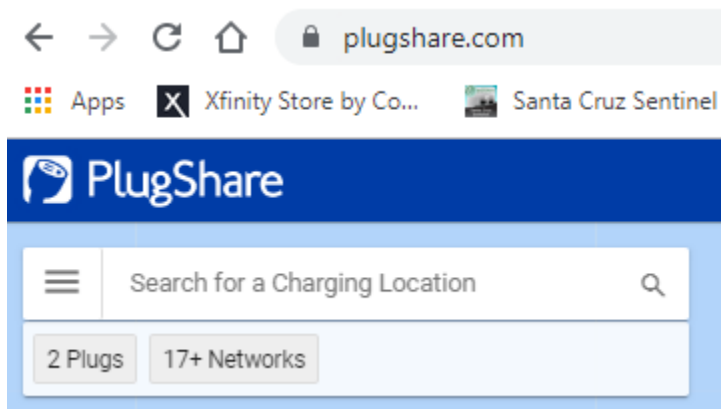 plugshare.com
Apps Xfinity Store by Co... Santa Cruz Sentinel
PlugShare
Search for a Charging Location
2 Plugs 17+ Networks